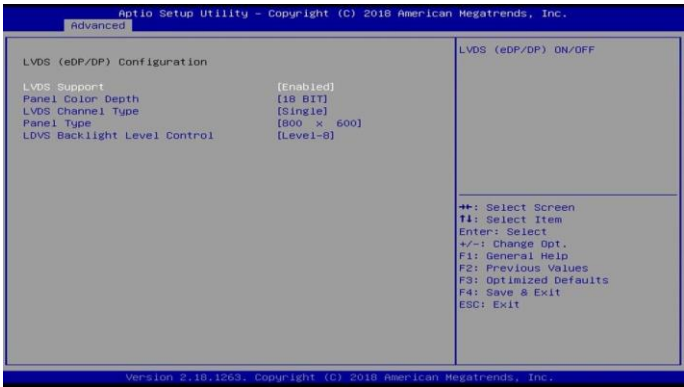 Aptio Setup Utility – Copyright (C) 2018 American Megatrends, Inc.
Advanced
LVDS (eDP/DP) Configuration
LVDS Support [Enabled]
Panel Color Depth [18 BIT]
LVDS Channel Type [Single]
Panel Type [800 x 600]
LDVS Backlight Level Control [Level-8]
LVDS (eDP/DP) ON/OFF
→←: Select Screen
↑↓: Select Item
Enter: Select
+/-: Change Opt.
F1: General Help
F2: Previous Values
F3: Optimized Defaults
F4: Save & Exit
ESC: Exit
Version 2.18.1263. Copyright (C) 2018 American Megatrends, Inc.